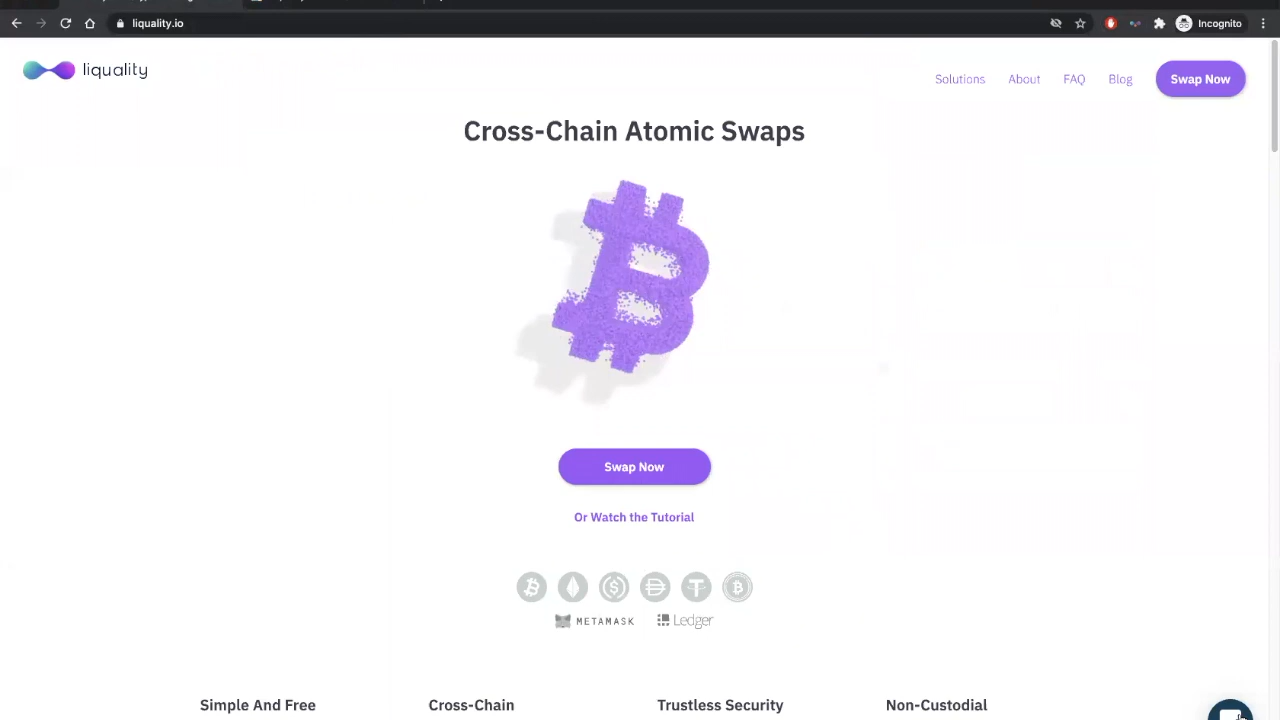 liquality.io
Incognito
liquality
Solutions
About
FAQ
Blog
Swap Now
Cross-Chain Atomic Swaps
Swap Now
Or Watch the Tutorial
METAMASK
Ledger
Simple And Free
Cross-Chain
Trustless Security
Non-Custodial